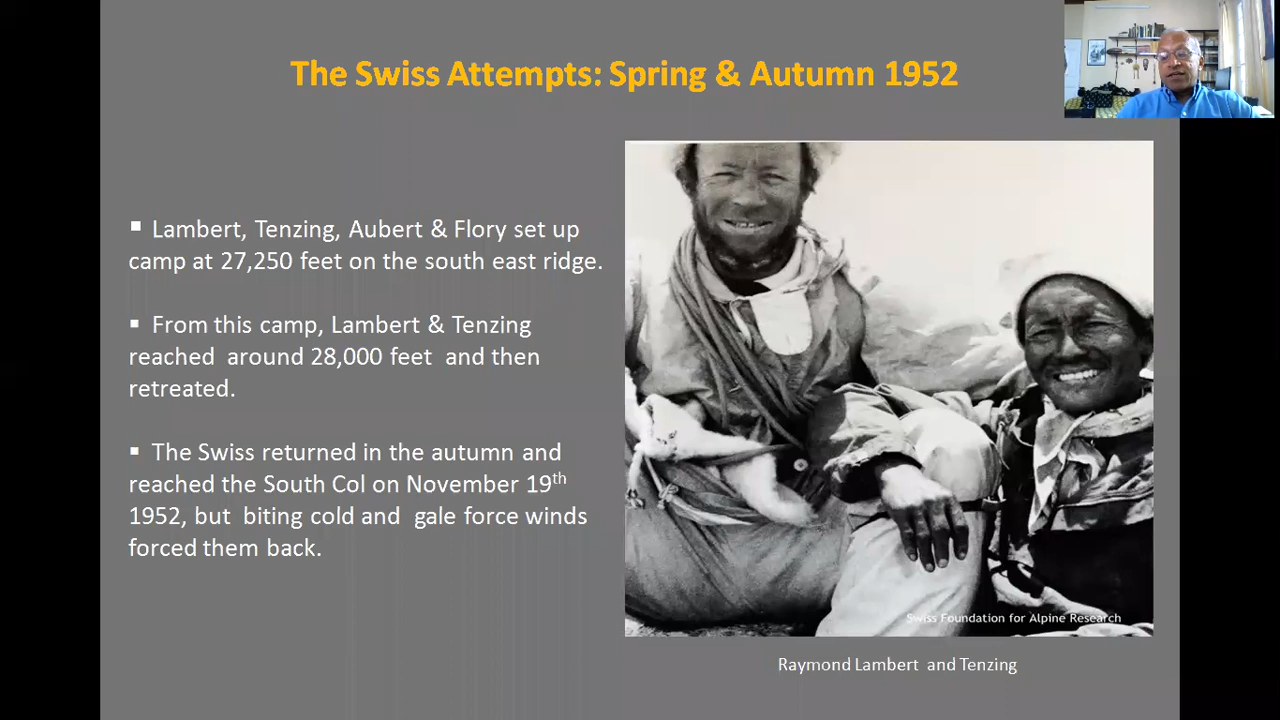 The Swiss Attempts: Spring & Autumn 1952
▪ Lambert, Tenzing, Aubert & Flory set up
camp at 27,250 feet on the south east ridge.
▪ From this camp, Lambert & Tenzing
reached around 28,000 feet and then
retreated.
▪ The Swiss returned in the autumn and
reached the South Col on November 19th
1952, but biting cold and gale force winds
forced them back.
Swiss Foundation for Alpine Research
Raymond Lambert and Tenzing